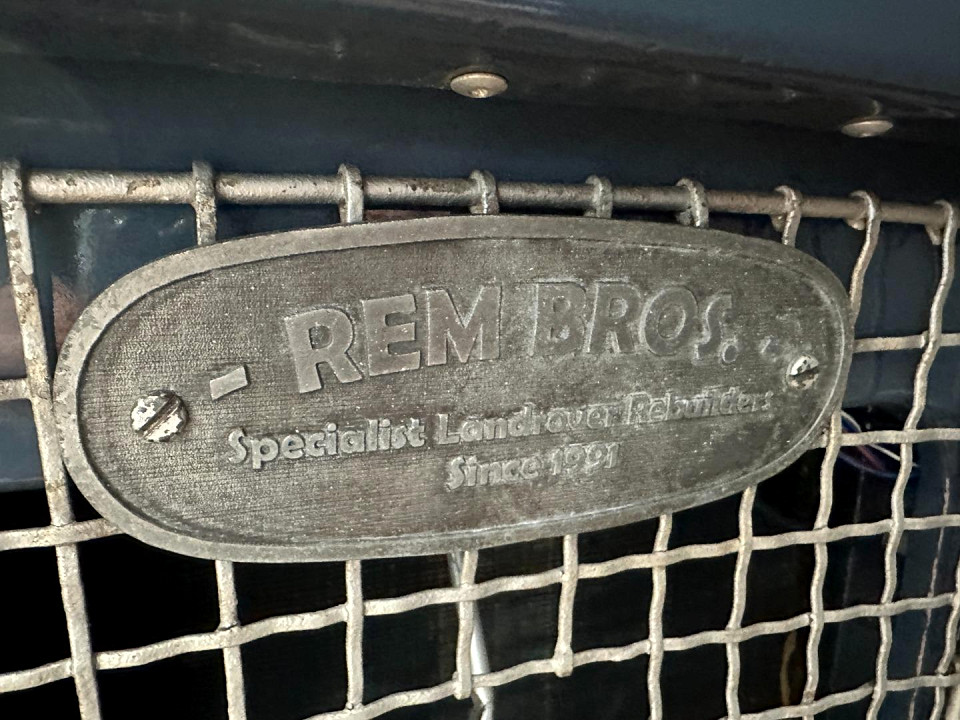 - REM BROS. -
Specialist Landrover Rebuilders
Since 1991